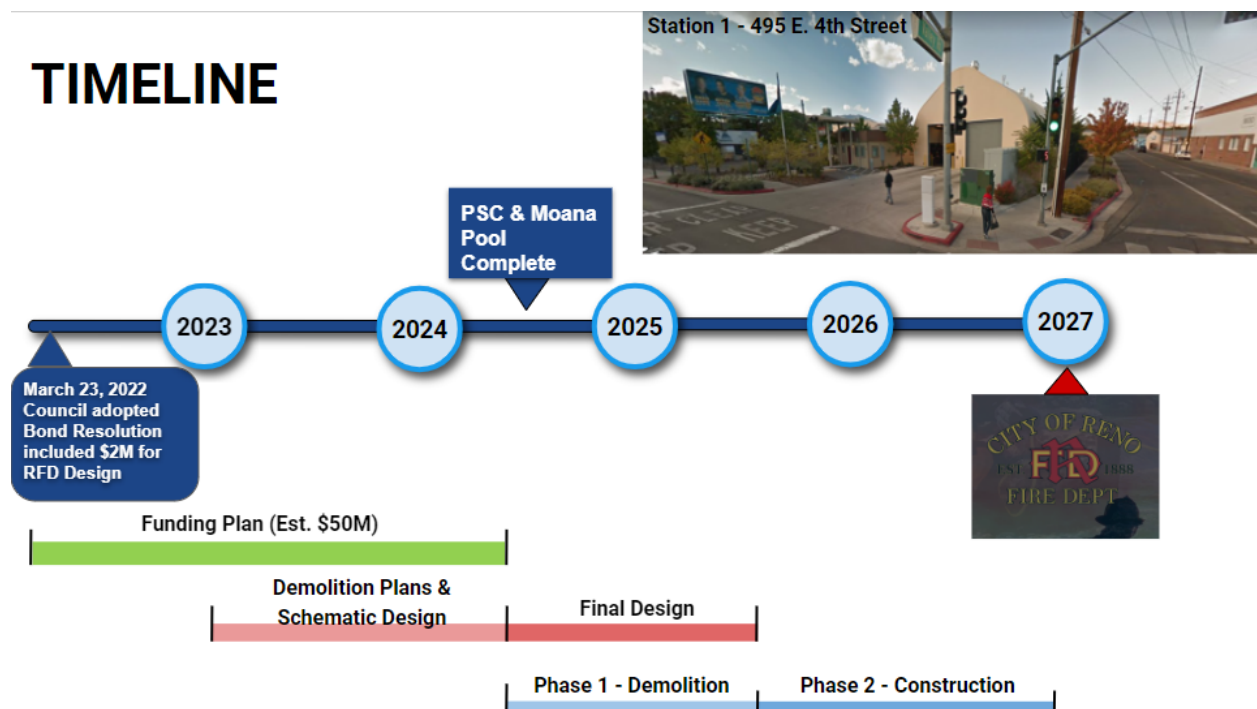 Station 1 - 495 E. 4th Street
TIMELINE
KEEP
PSC & Moana
Pool
Complete
2023
2024
2025
2026
2027
March 23, 2022
Council adopted
Bond Resolution
included $2M for
RFD Design
CITY OF RENO
EST. RFD 1888
FIRE DEPT
Funding Plan (Est. $50M)
Demolition Plans &
Schematic Design
Final Design
Phase 1 - Demolition
Phase 2 - Construction